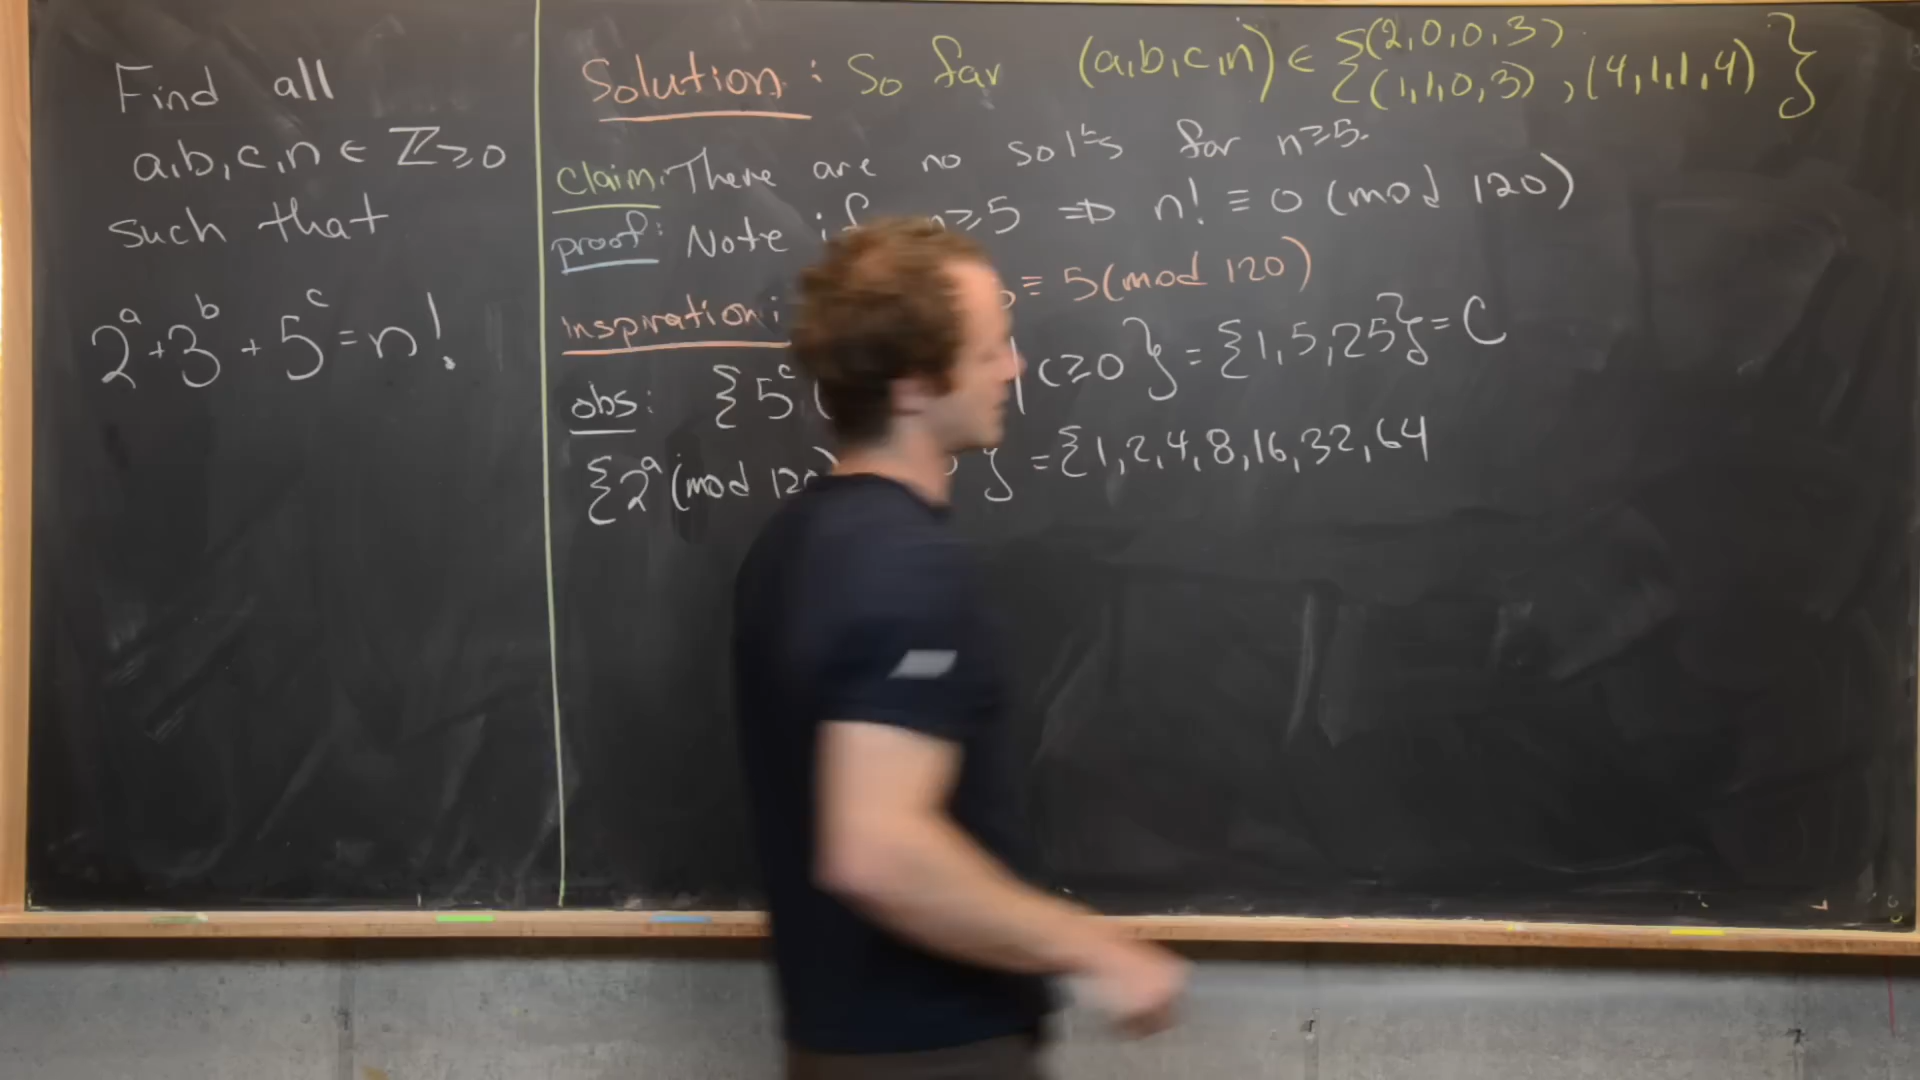 Find all
a,b,c,n ∈ ℤ≥0
such that
2^a + 3^b + 5^c = n!
Solution: So far (a,b,c,n) ∈ { (2,0,0,3),
(1,1,0,3), (4,1,1,4) }
Claim: There are no sol^ns for n≥5.
proof: Note if n≥5 ⇒ n! ≡ 0 (mod 120)
Inspiration: ≡ 5 (mod 120)
obs: {5^c ( | c≥0} = {1,5,25} = C
{2^a (mod 120) } = {1,2,4,8,16,32,64